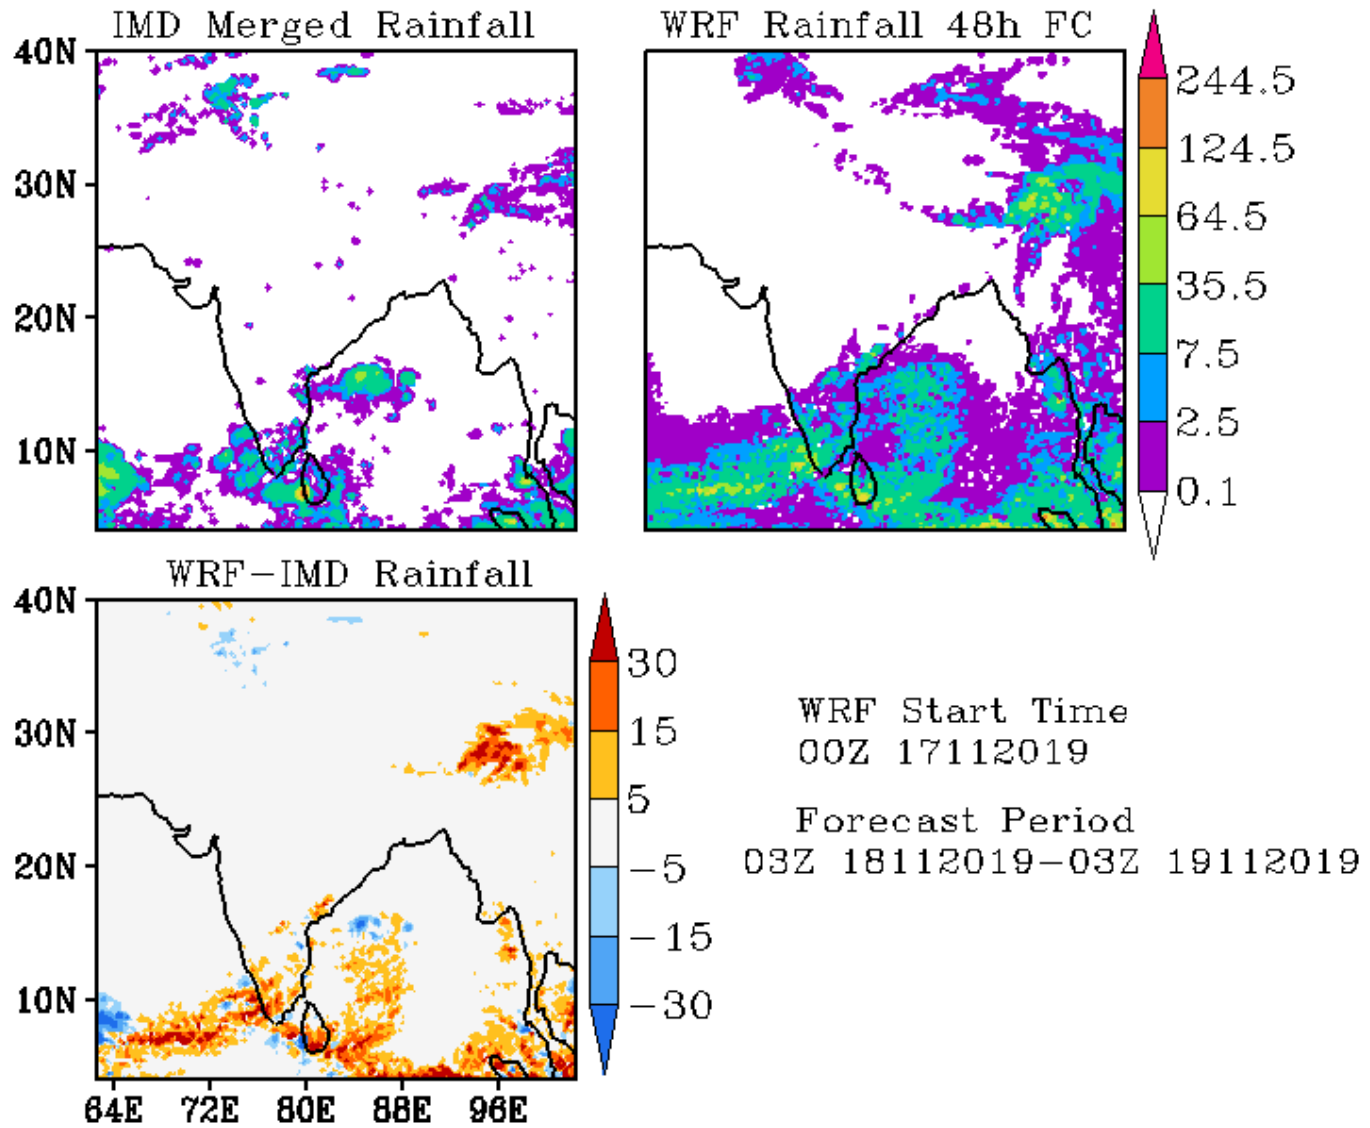 IMD Merged Rainfall
WRF Rainfall 48h FC
40N
30N
20N
10N
244.5
124.5
64.5
35.5
7.5
2.5
0.1
WRF-IMD Rainfall
40N
30N
20N
10N
64E 72E 80E 88E 96E
30
15
5
-5
-15
-30
WRF Start Time
00Z 17112019
Forecast Period
03Z 18112019-03Z 19112019